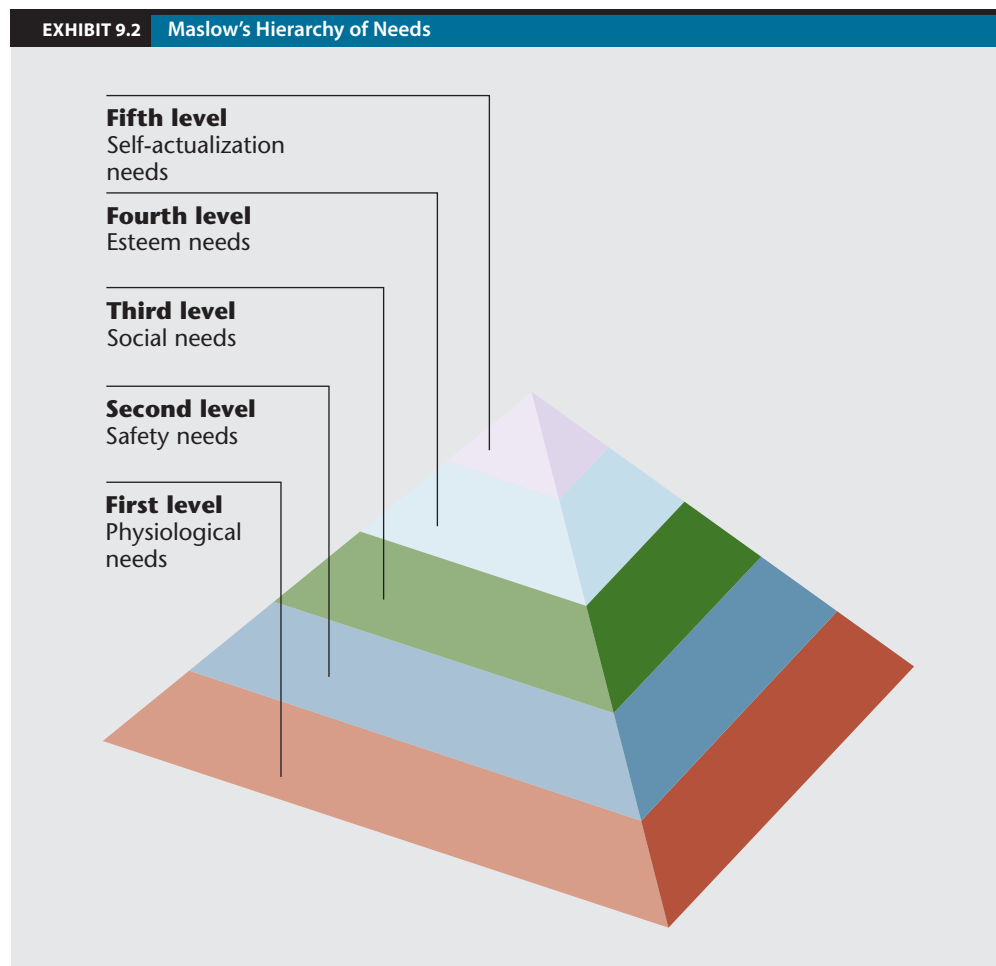 EXHIBIT 9.2 Maslow's Hierarchy of Needs
Fifth level
Self-actualization
needs
Fourth level
Esteem needs
Third level
Social needs
Second level
Safety needs
First level
Physiological
needs